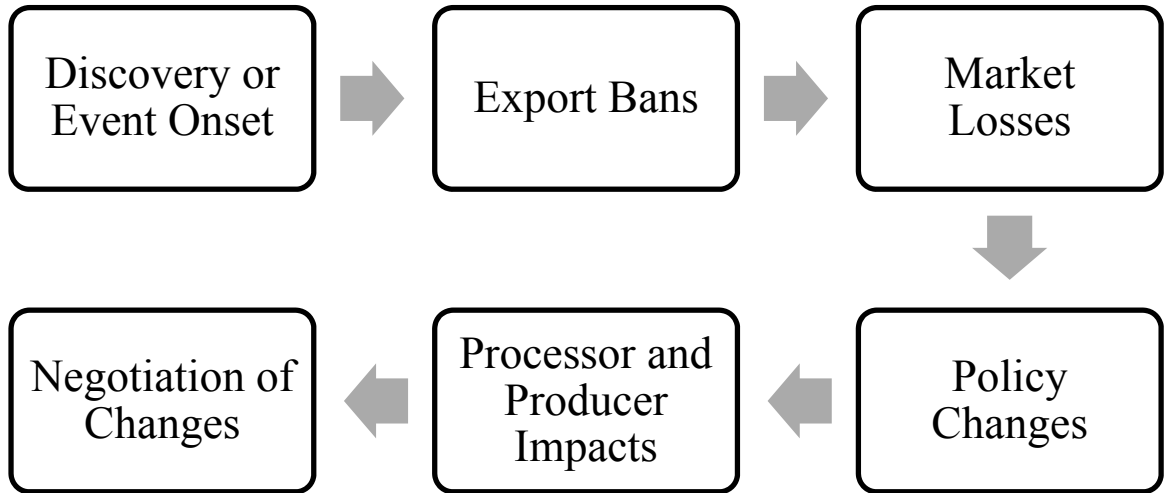 Discovery or
Event Onset
Export Bans
Market
Losses
Policy
Changes
Processor and
Producer
Impacts
Negotiation of
Changes